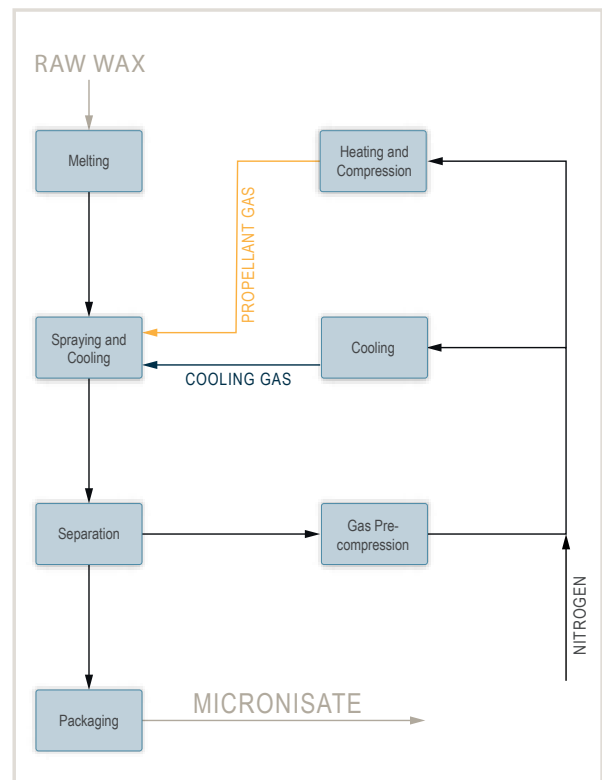 RAW WAX
Melting
Heating and
Compression
PROPELLANT GAS
Spraying and
Cooling
Cooling
COOLING GAS
Separation
Gas Pre-
compression
NITROGEN
Packaging
MICRONISATE